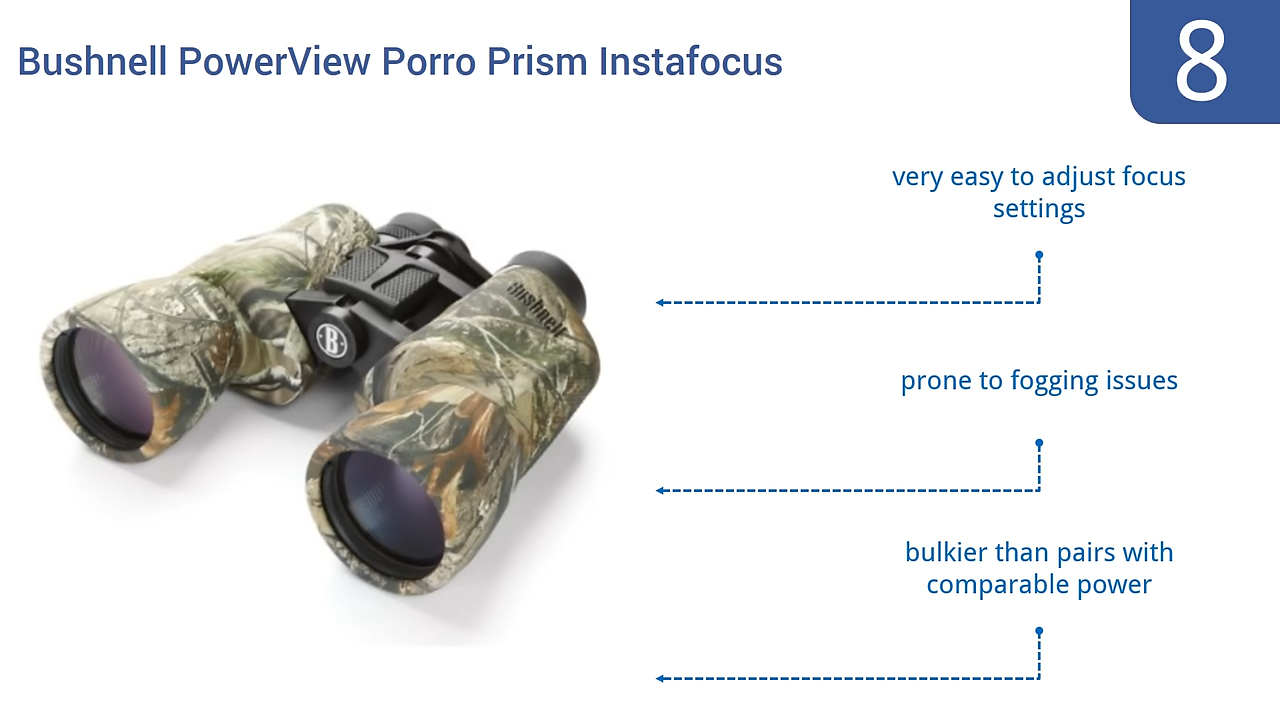 Bushnell PowerView Porro Prism Instafocus
8
very easy to adjust focus
settings
prone to fogging issues
bulkier than pairs with
comparable power
Bushnell
B